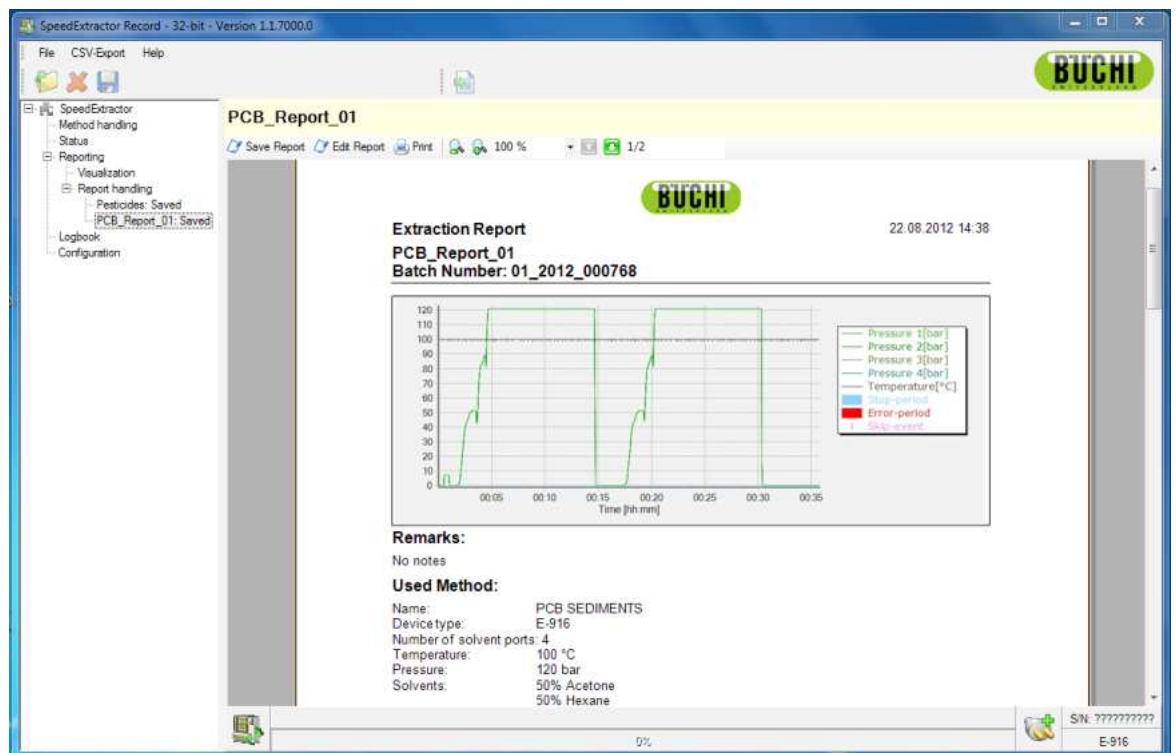 SpeedExtractor Record - 32-bit - Version 1.1.7000.0
File CSV-Export Help
BÜCHI
SWITZERLAND
SpeedExtractor
Method handling
Status
Reporting
Visualization
Report handling
Pesticides: Saved
PCB_Report_01: Saved
Logbook
Configuration
PCB_Report_01
Save Report Edit Report Print 100 % 1/2
BÜCHI
SWITZERLAND
Extraction Report 22.08.2012 14:38
PCB_Report_01
Batch Number: 01_2012_000768
120
110
100
90
80
70
60
50
40
30
20
10
0
00:05 00:10 00:15 00:20 00:25 00:30 00:35
Time [hh:mm]
Pressure 1[bar]
Pressure 2[bar]
Pressure 3[bar]
Pressure 4[bar]
Temperature[°C]
Stop-period
Error-period
Skip-event
Remarks:
No notes
Used Method:
Name: PCB SEDIMENTS
Device type: E-916
Number of solvent ports: 4
Temperature: 100 °C
Pressure: 120 bar
Solvents: 50% Acetone
50% Hexane
0%
S/N: ??????????
E-916